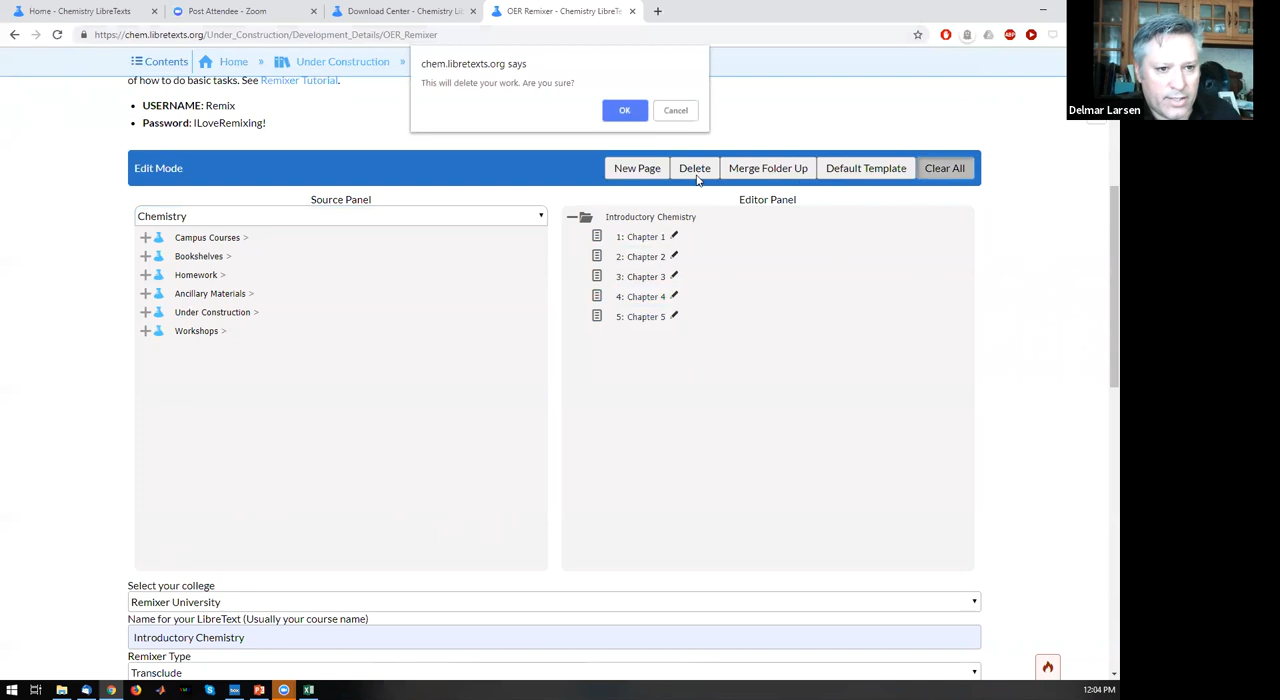 Home - Chemistry LibreTexts
Post Attendee - Zoom
Download Center - Chemistry Lib
OER Remixer - Chemistry LibreTe
https://chem.libretexts.org/Under_Construction/Development_Details/OER_Remixer
ABP
Contents Home » Under Construction »
chem.libretexts.org says
This will delete your work. Are you sure?
OK Cancel
of how to do basic tasks. See Remixer Tutorial.
USERNAME: Remix
Password: ILoveRemixing!
Delmar Larsen
Edit Mode New Page Delete Merge Folder Up Default Template Clear All
Source Panel
Chemistry
Campus Courses >
Bookshelves >
Homework >
Ancillary Materials >
Under Construction >
Workshops >
Editor Panel
Introductory Chemistry
1: Chapter 1
2: Chapter 2
3: Chapter 3
4: Chapter 4
5: Chapter 5
Select your college
Remixer University
Name for your LibreText (Usually your course name)
Introductory Chemistry
Remixer Type
Transclude
12:04 PM